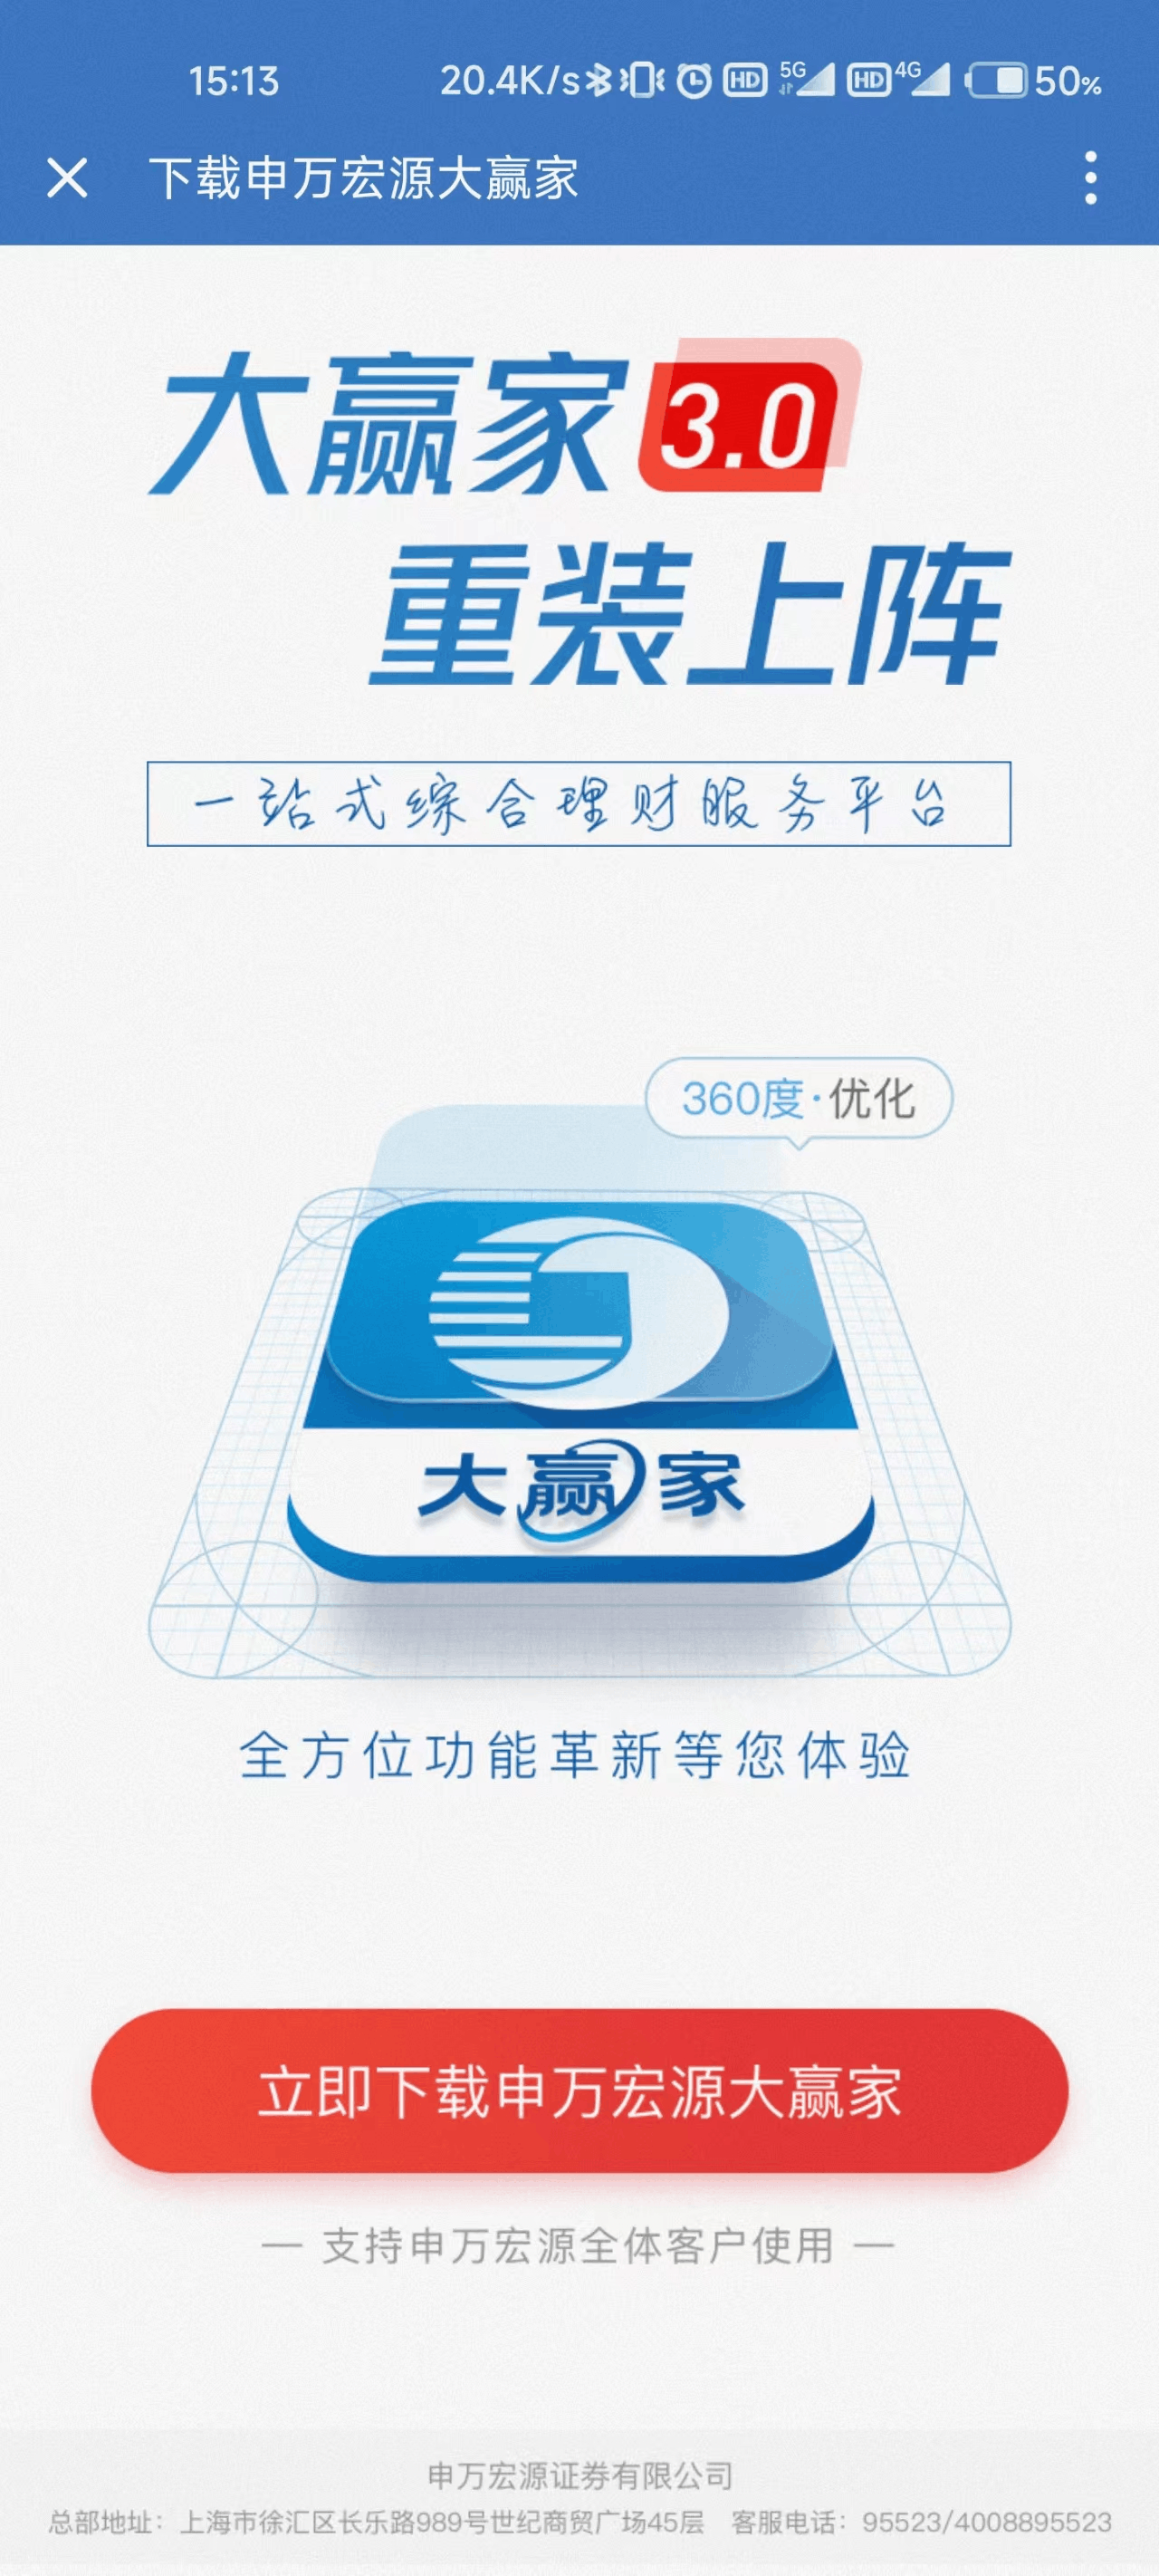 15:13 20.4K/s HD 5G HD 4G 50%
下载申万宏源大赢家
大赢家3.0
重装上阵
一站式综合理财服务平台
360度·优化
大赢家
全方位功能革新等您体验
立即下载申万宏源大赢家
— 支持申万宏源全体客户使用 —
申万宏源证券有限公司
总部地址：上海市徐汇区长乐路989号世纪商贸广场45层 客服电话：95523/4008895523